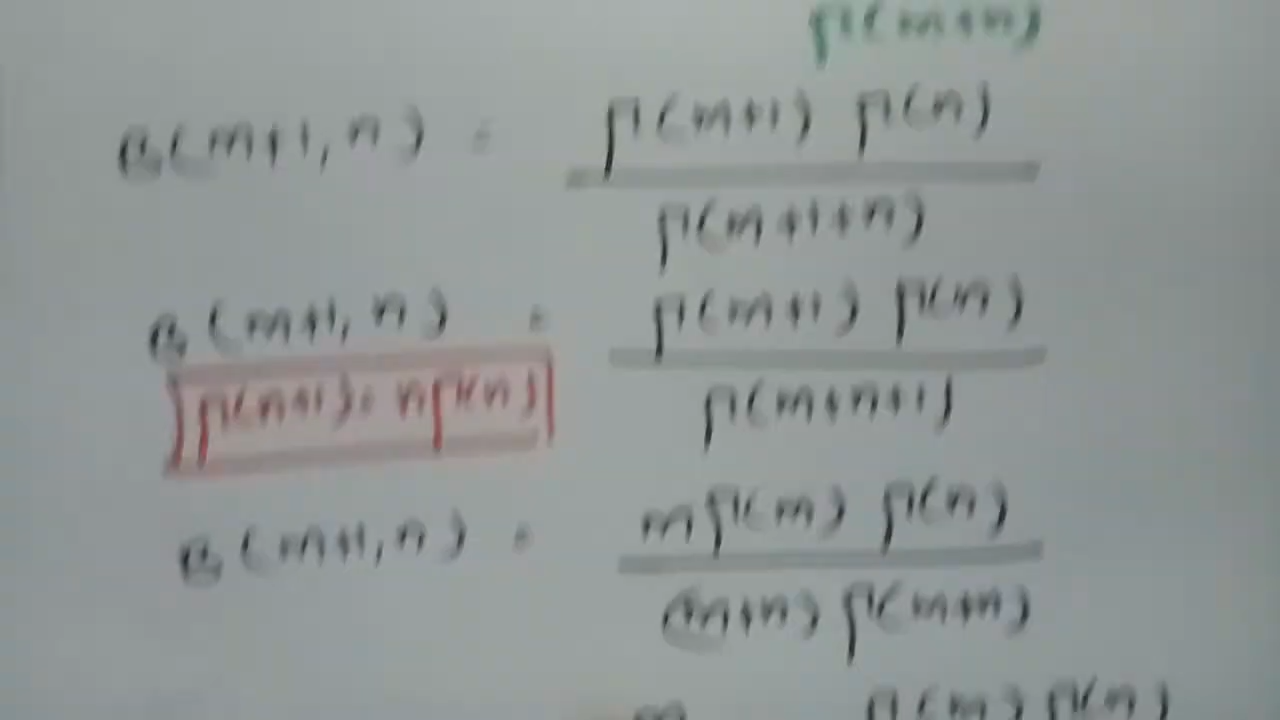 Γ(m+n)
B(m+1, n) = Γ(m+1) Γ(n)
Γ(m+1+n)
B(m+1, n) = Γ(m+1) Γ(n)
Γ(m+n+1)
Γ(n+1) = nΓ(n)
B(m+1, n) = mΓ(m) Γ(n)
(m+n) Γ(m+n)
m Γ(m) Γ(n)